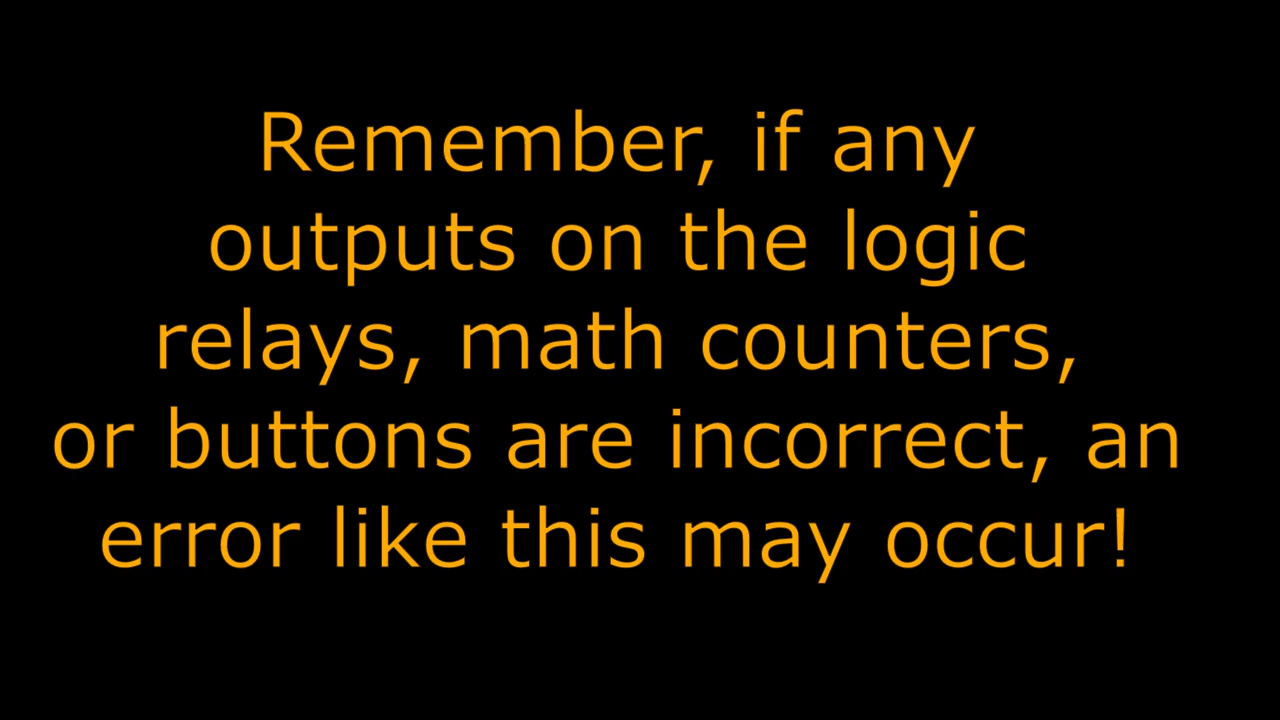 Remember, if any
outputs on the logic
relays, math counters,
or buttons are incorrect, an
error like this may occur!